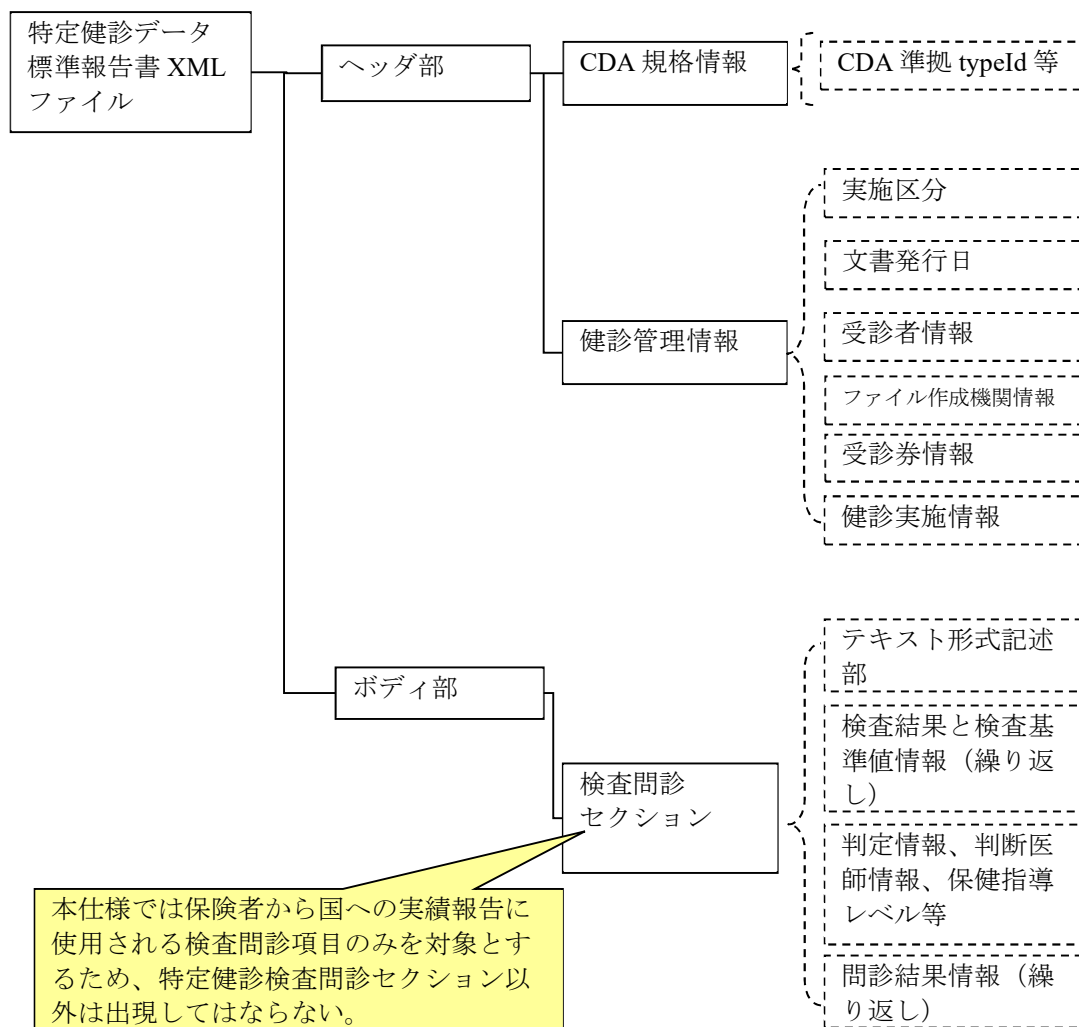 特定健診データ
標準報告書 XML
ファイル
ヘッダ部
CDA 規格情報
CDA 準拠 typeId 等
健診管理情報
実施区分
文書発行日
受診者情報
ファイル作成機関情報
受診券情報
健診実施情報
ボディ部
検査問診
セクション
テキスト形式記述
部
検査結果と検査基
準値情報（繰り返
し）
判定情報、判断医
師情報、保健指導
レベル等
問診結果情報（繰
り返し）
本仕様では保険者から国への実績報告に
使用される検査問診項目のみを対象とす
るため、特定健診検査問診セクション以
外は出現してはならない。